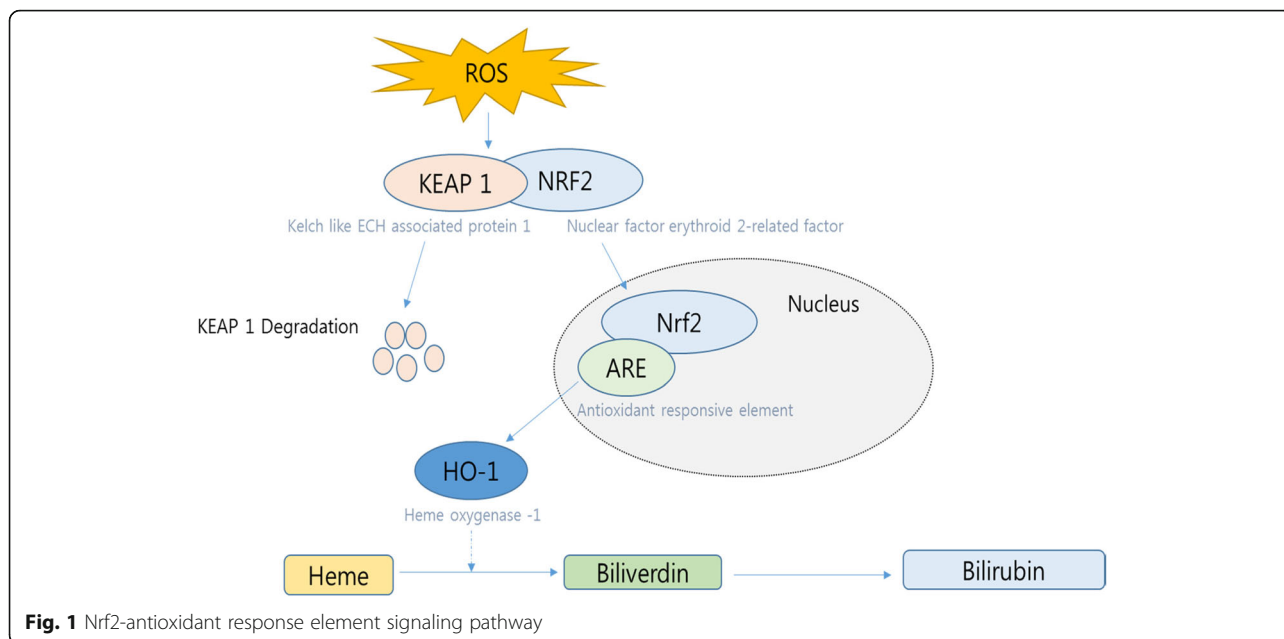 ROS
KEAP 1
NRF2
Kelch like ECH associated protein 1
Nuclear factor erythroid 2-related factor
KEAP 1 Degradation
Nucleus
Nrf2
ARE
Antioxidant responsive element
HO-1
Heme oxygenase -1
Heme
Biliverdin
Bilirubin
Fig. 1 Nrf2-antioxidant response element signaling pathway